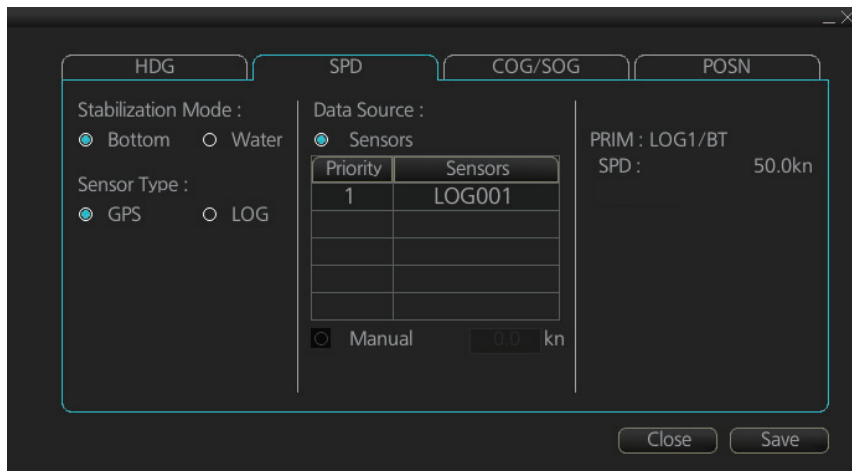 HDG
SPD
COG/SOG
POSN
Stabilization Mode :
Bottom
Water
Sensor Type :
GPS
LOG
Data Source :
Sensors
Priority Sensors
1 LOG001
Manual 0.0 kn
PRIM : LOG1/BT
SPD : 50.0kn
Close
Save